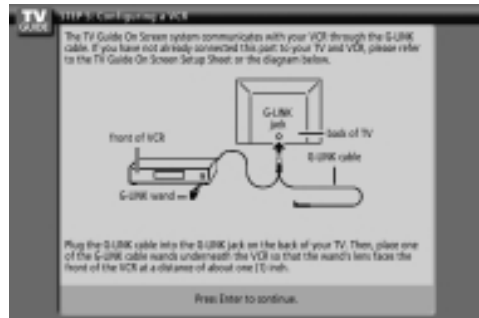 TV
GUIDE
STEP 5: Configuring a VCR
The TV Guide On Screen system communicates with your VCR through the G-LINK
cable. If you have not already connected this part to your TV and VCR, please refer
to the TV Guide On Screen Setup Sheet or the diagram below.
G-LINK
jack
front of VCR
back of TV
G-LINK cable
G-LINK wand
Plug the G-LINK cable into the G-LINK jack on the back of your TV. Then, place one
of the G-LINK cable wands underneath the VCR so that the wand's lens faces the
front of the VCR at a distance of about one (1) inch.
Press Enter to continue.